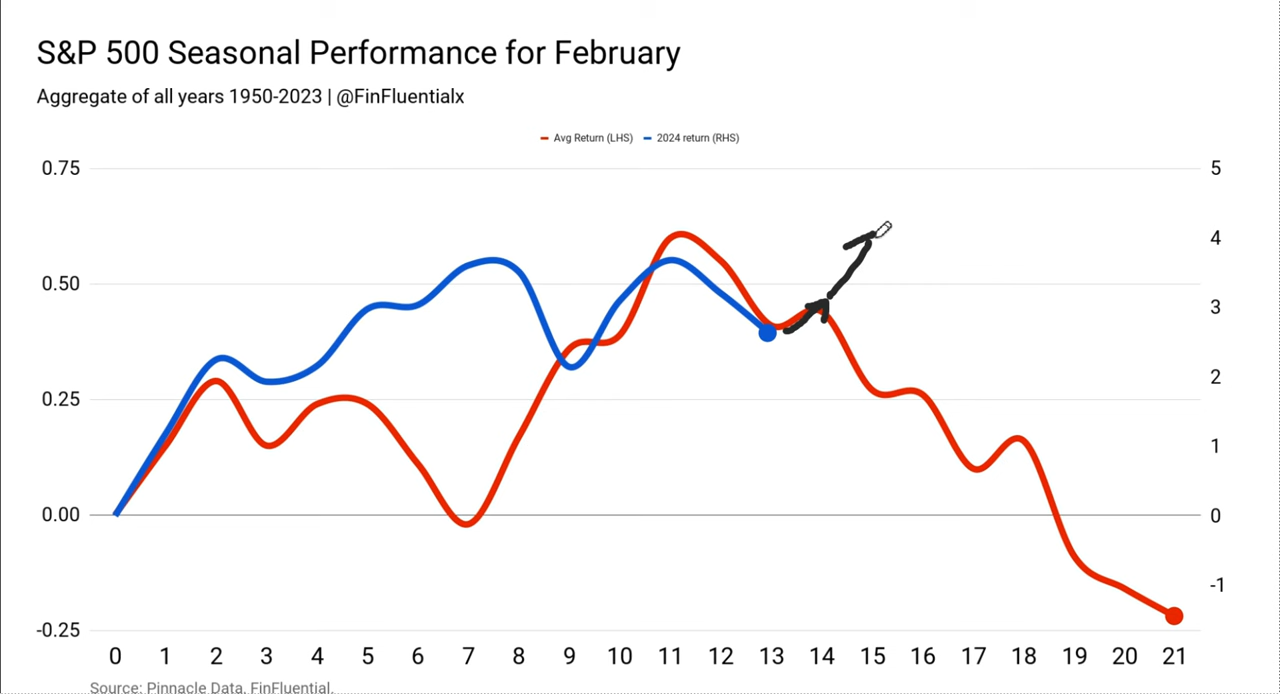 S&P 500 Seasonal Performance for February
Aggregate of all years 1950-2023 | @FinFluentialx
Avg Return (LHS) 2024 return (RHS)
0.75 5
4
0.50
3
2
0.25
1
0.00 0
-1
-0.25
0 1 2 3 4 5 6 7 8 9 10 11 12 13 14 15 16 17 18 19 20 21
Source: Pinnacle Data, FinFluential.